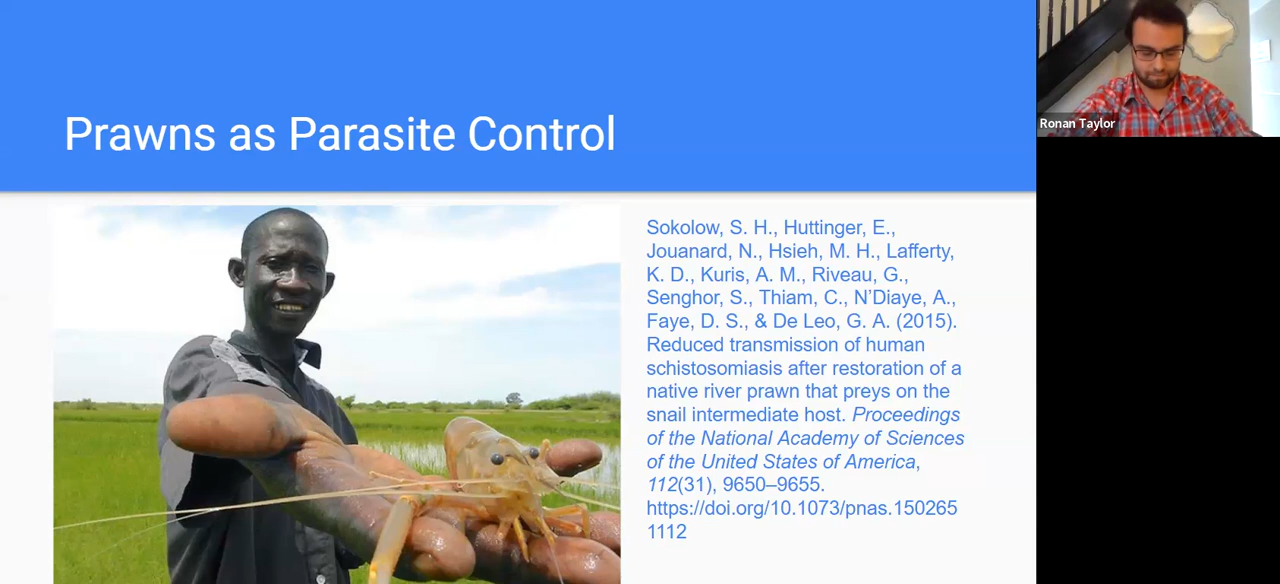 Prawns as Parasite Control
Ronan Taylor
Sokolow, S. H., Huttinger, E.,
Jouanard, N., Hsieh, M. H., Lafferty,
K. D., Kuris, A. M., Riveau, G.,
Senghor, S., Thiam, C., N’Diaye, A.,
Faye, D. S., & De Leo, G. A. (2015).
Reduced transmission of human
schistosomiasis after restoration of a
native river prawn that preys on the
snail intermediate host. Proceedings
of the National Academy of Sciences
of the United States of America,
112(31), 9650–9655.
https://doi.org/10.1073/pnas.150265
1112